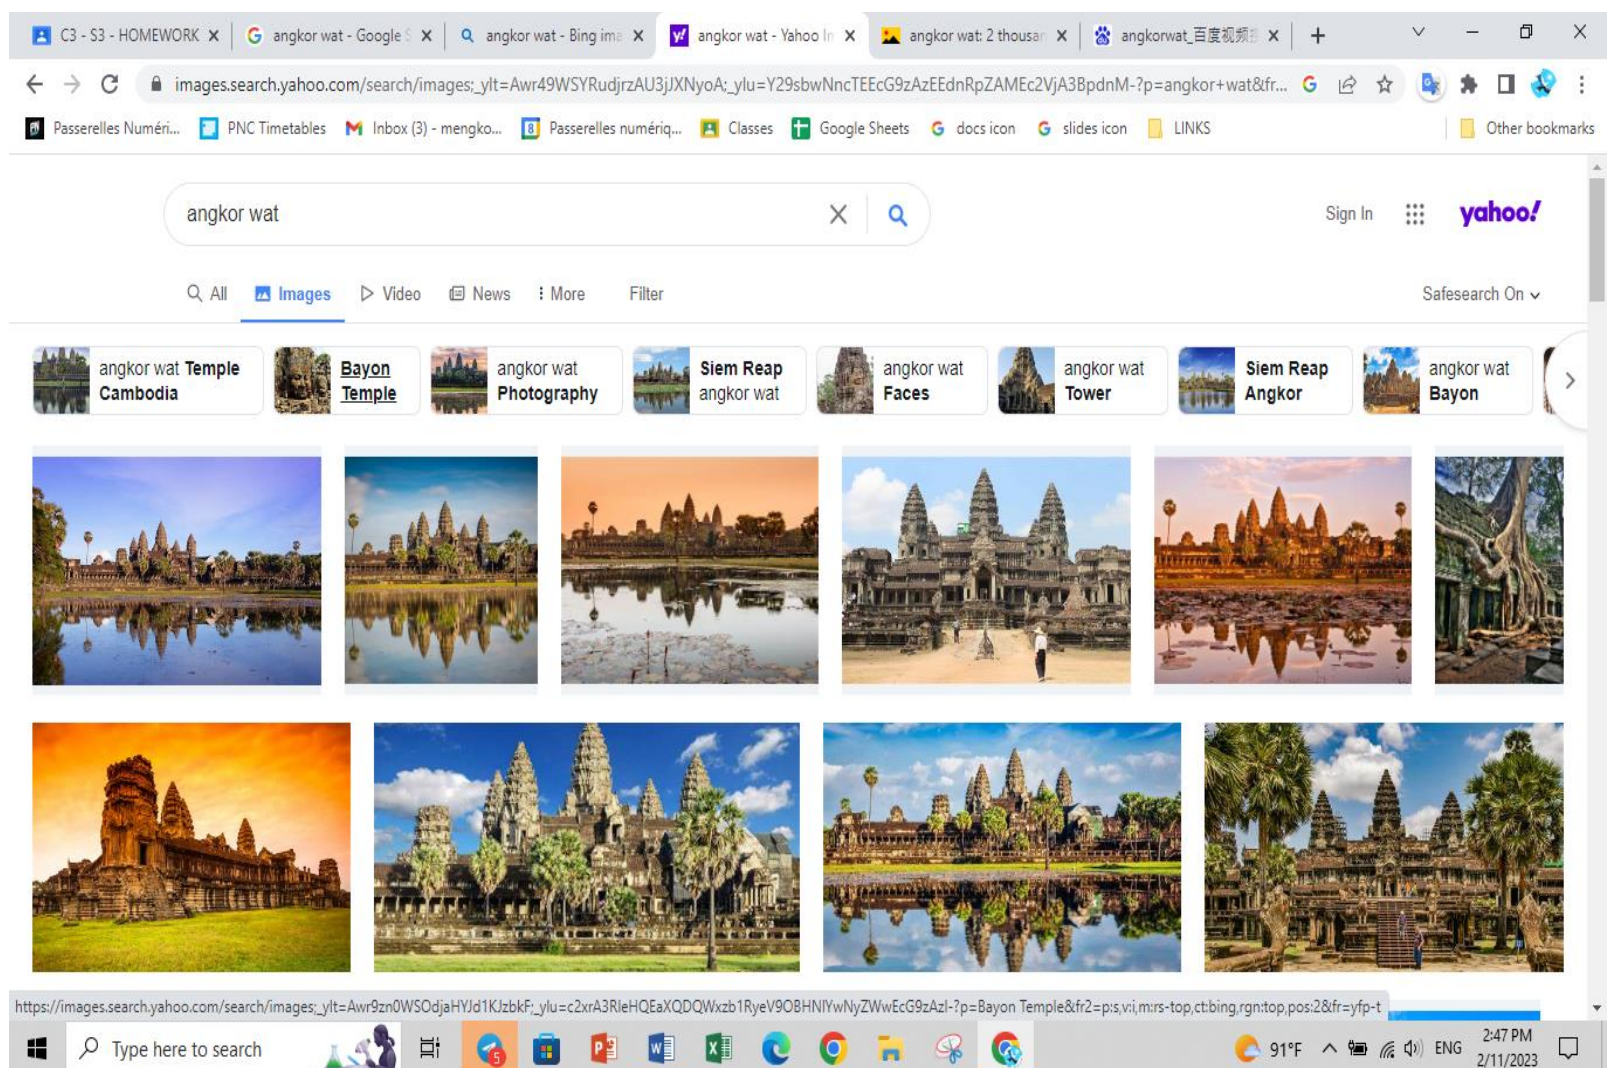 C3 - S3 - HOMEWORK
angkor wat - Google S
angkor wat - Bing ima
angkor wat - Yahoo In
angkor wat: 2 thousan
angkorwat_百度视频
images.search.yahoo.com/search/images;_ylt=Awr49WSYRudjrzAU3jJXNyoA;_ylu=Y29sbwNncTEEcG9zAzEEdnRpZAMEc2VjA3BpdnM-?p=angkor+wat&fr...
Passerelles Numéri...
PNC Timetables
Inbox (3) - mengko...
Passerelles numériq...
Classes
Google Sheets
docs icon
slides icon
LINKS
Other bookmarks
angkor wat
Sign In
yahoo!
All
Images
Video
News
More
Filter
Safesearch On
angkor wat Temple
Cambodia
Bayon
Temple
angkor wat
Photography
Siem Reap
angkor wat
angkor wat
Faces
angkor wat
Tower
Siem Reap
Angkor
angkor wat
Bayon
https://images.search.yahoo.com/search/images;_ylt=Awr9zn0WSOdjaHYJd1KJzbkF;_ylu=c2xrA3RleHQEaXQDQWxzb1RyeV9OBHNlYwNyZWwEcG9zAzI-?p=Bayon Temple&fr2=p:s,v:i,m:rs-top,ct:bing,rgn:top,pos:2&fr=yfp-t
Type here to search
5
91°F
ENG
2:47 PM
2/11/2023